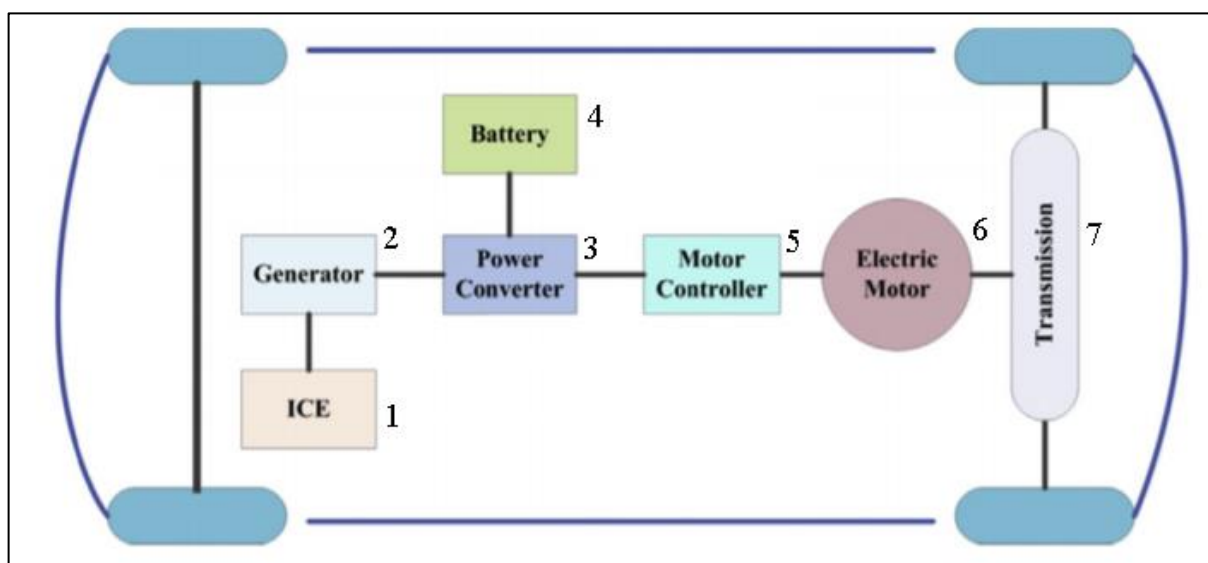 Battery
4
Generator
2
Power
Converter
3
Motor
Controller
5
Electric
Motor
6
Transmission
7
ICE
1